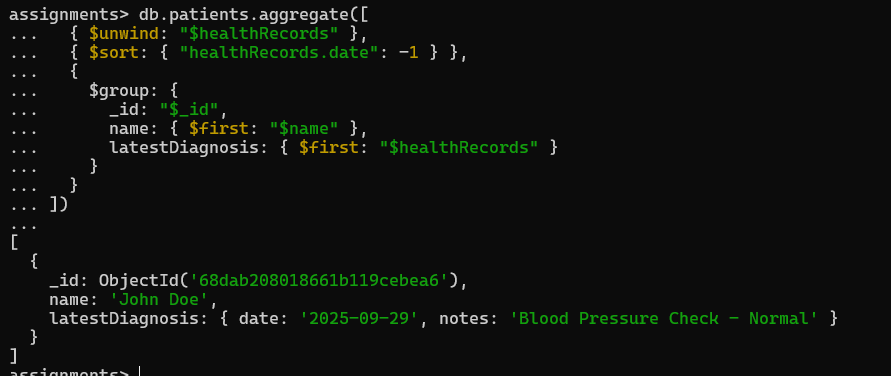 assignments> db.patients.aggregate([
...   { $unwind: "$healthRecords" },
...   { $sort: { "healthRecords.date": -1 } },
...   {
...     $group: {
...       _id: "$_id",
...       name: { $first: "$name" },
...       latestDiagnosis: { $first: "$healthRecords" }
...     }
...   }
... ])
...
[
  {
    _id: ObjectId('68dab208018661b119cebea6'),
    name: 'John Doe',
    latestDiagnosis: { date: '2025-09-29', notes: 'Blood Pressure Check - Normal' }
  }
]
assignments>